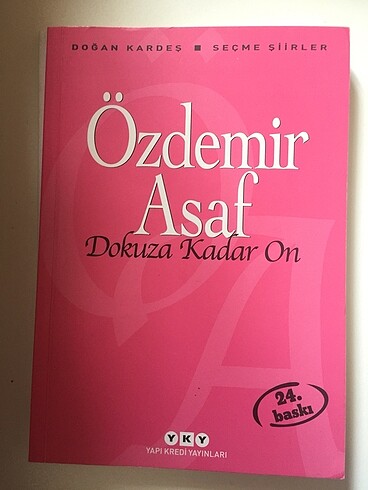 DOĞAN KARDEŞ ■ SEÇME ŞİİRLER
Özdemir
Asaf
Dokuza Kadar On
24.
baskı
YKY
YAPI KREDİ YAYINLARI